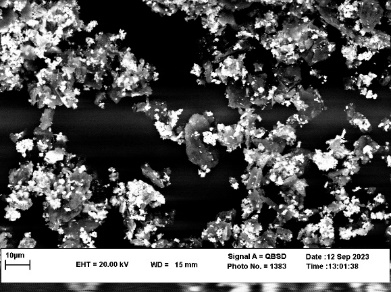 10µm
EHT = 20.00 kV
WD = 15 mm
Signal A = QBSD
Photo No. = 1383
Date :12 Sep 2023
Time :13:01:38